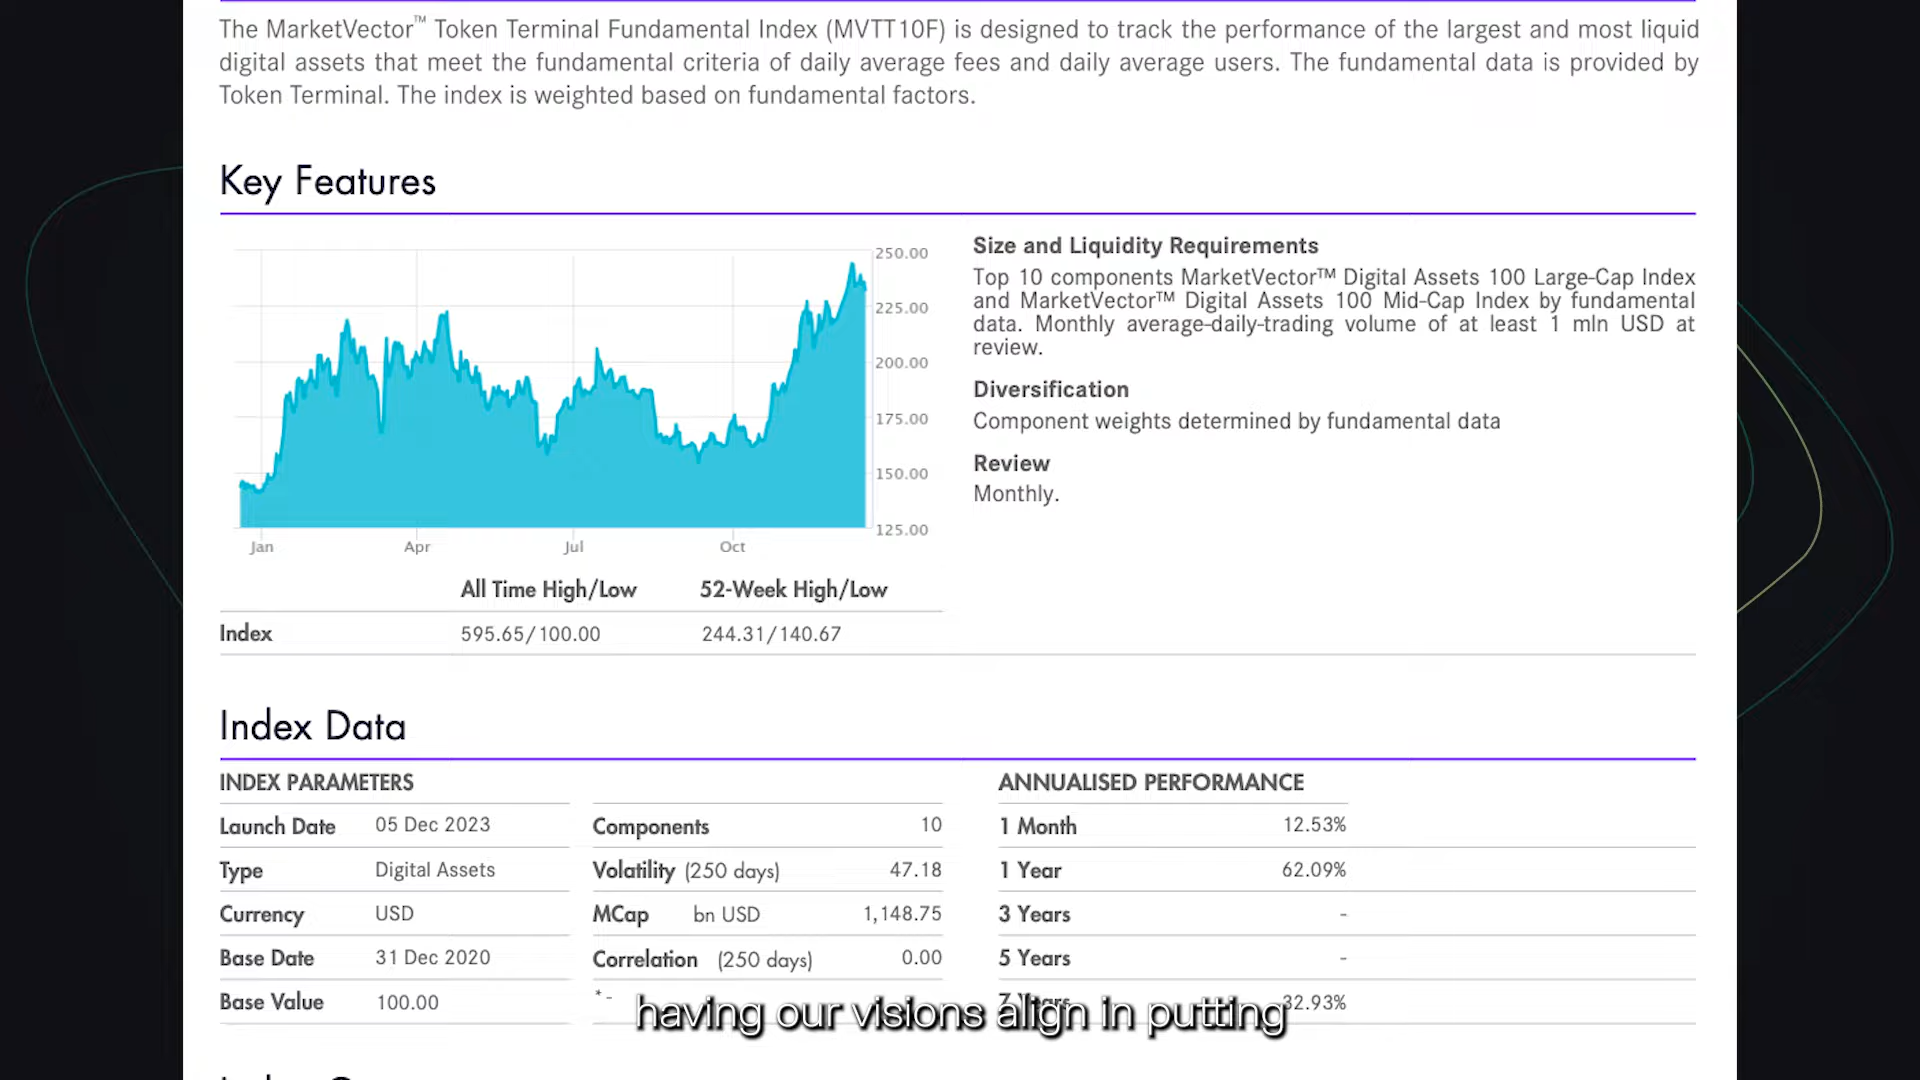 The MarketVector™ Token Terminal Fundamental Index (MVTT10F) is designed to track the performance of the largest and most liquid
digital assets that meet the fundamental criteria of daily average fees and daily average users. The fundamental data is provided by
Token Terminal. The index is weighted based on fundamental factors.
Key Features
250.00
225.00
200.00
175.00
150.00
125.00
Jan Apr Jul Oct
Size and Liquidity Requirements
Top 10 components MarketVector™ Digital Assets 100 Large-Cap Index
and MarketVector™ Digital Assets 100 Mid-Cap Index by fundamental
data. Monthly average-daily-trading volume of at least 1 mln USD at
review.
Diversification
Component weights determined by fundamental data
Review
Monthly.
All Time High/Low 52-Week High/Low
Index 595.65/100.00 244.31/140.67
Index Data
INDEX PARAMETERS ANNUALISED PERFORMANCE
Launch Date 05 Dec 2023 Components 10 1 Month 12.53%
Type Digital Assets Volatility (250 days) 47.18 1 Year 62.09%
Currency USD MCap bn USD 1,148.75 3 Years -
Base Date 31 Dec 2020 Correlation (250 days) 0.00 5 Years -
Base Value 100.00 * - 7 Years 32.93%
having our visions align in putting